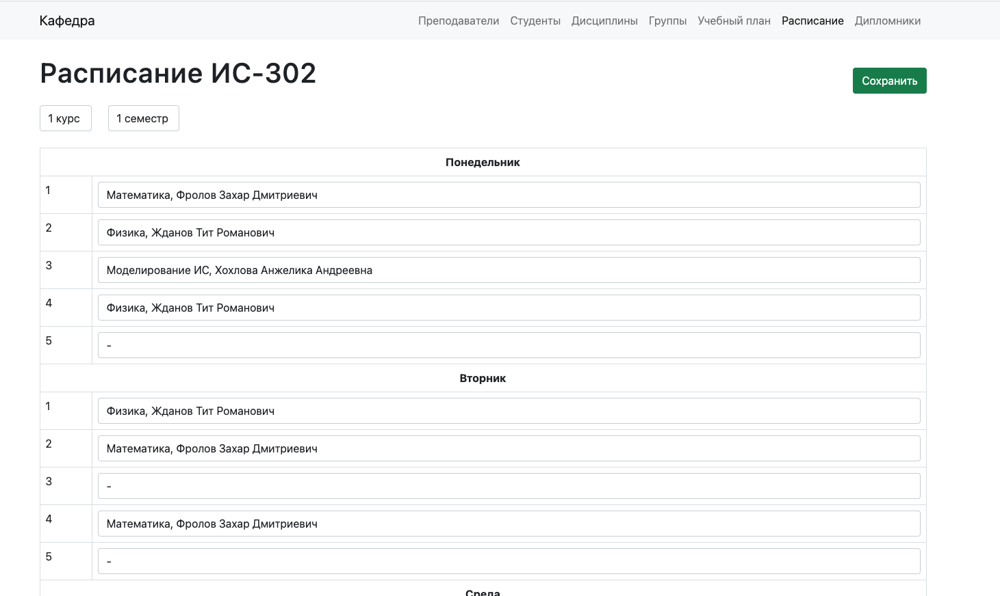 Кафедра Преподаватели Студенты Дисциплины Группы Учебный план Расписание Дипломники
Расписание ИС-302
Сохранить
1 курс 1 семестр
Понедельник
1 Математика, Фролов Захар Дмитриевич
2 Физика, Жданов Тит Романович
3 Моделирование ИС, Хохлова Анжелика Андреевна
4 Физика, Жданов Тит Романович
5 -
Вторник
1 Физика, Жданов Тит Романович
2 Математика, Фролов Захар Дмитриевич
3 -
4 Математика, Фролов Захар Дмитриевич
5 -
Среда